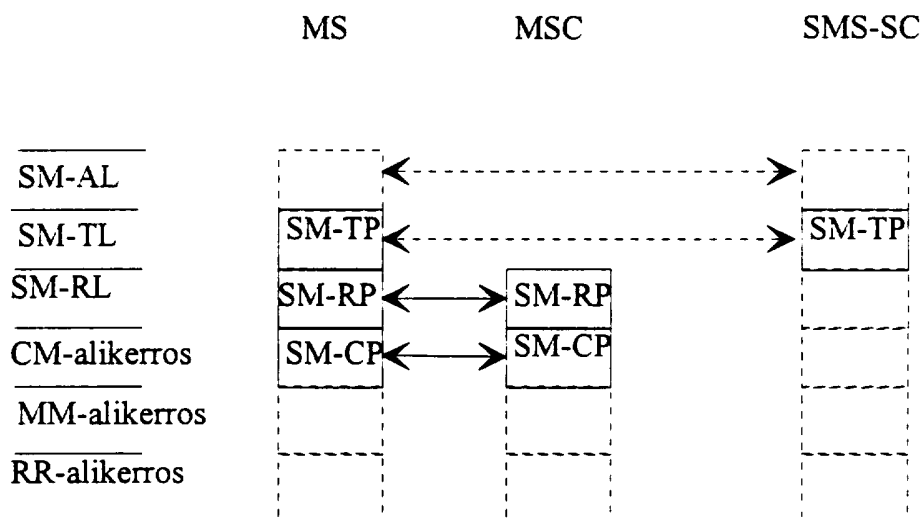 MS MSC SMS-SC
SM-AL
SM-TL SM-TP SM-TP
SM-RL SM-RP SM-RP
CM-alikerros SM-CP SM-CP
MM-alikerros
RR-alikerros